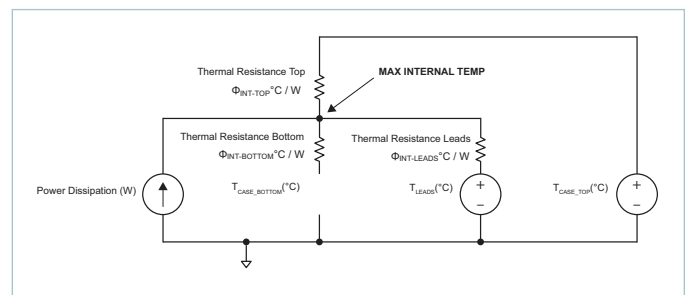 Thermal Resistance Top
MAX INTERNAL TEMP
ΦINT-TOP°C / W
Thermal Resistance Bottom
Thermal Resistance Leads
ΦINT-BOTTOM°C / W
ΦINT-LEADS°C / W
Power Dissipation (W)
TCASE_BOTTOM(°C)
TLEADS(°C)
TCASE_TOP(°C)
+
–
+
–